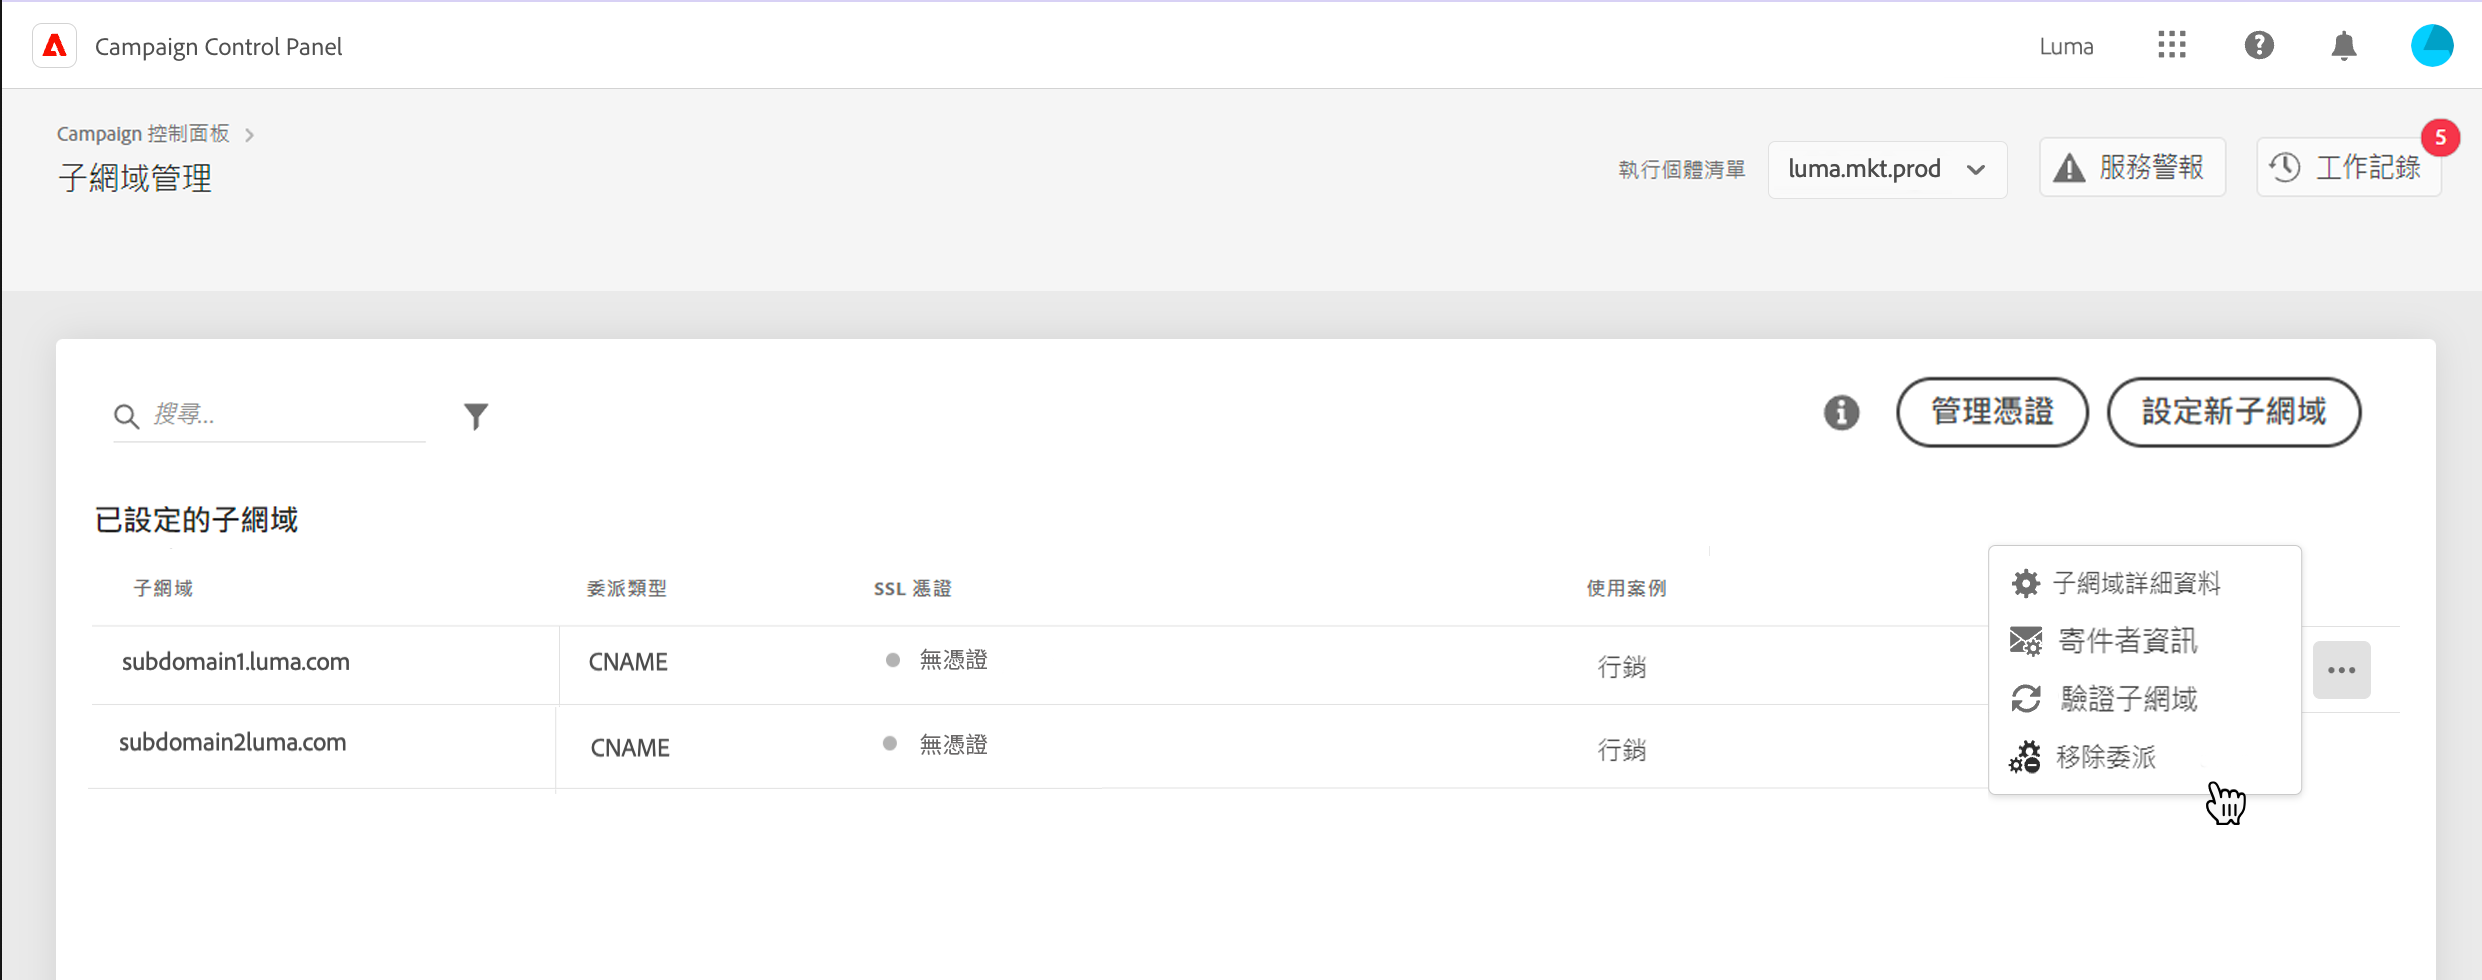 Campaign Control Panel
Luma
Campaign 控制面板
子網域管理
執行個體清單
luma.mkt.prod
服務警報
工作記錄
5
搜尋...
管理憑證
設定新子網域
已設定的子網域
子網域 委派類型 SSL 憑證 使用案例
subdomain1.luma.com CNAME 無憑證 行銷
subdomain2luma.com CNAME 無憑證 行銷
子網域詳細資料
寄件者資訊
驗證子網域
移除委派